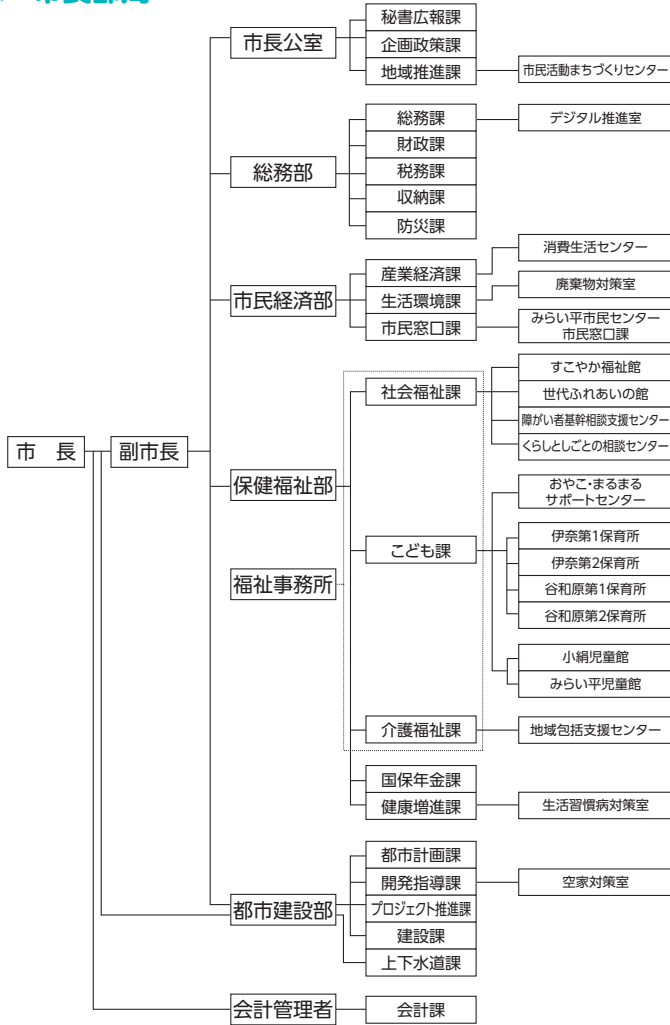 市長公室
秘書広報課
企画政策課
地域推進課
市民活動まちづくりセンター
総務部
総務課
デジタル推進室
財政課
税務課
収納課
防災課
市民経済部
産業経済課
消費生活センター
生活環境課
廃棄物対策室
市民窓口課
みらい平市民センター
市民窓口課
市 長
副市長
保健福祉部
福祉事務所
社会福祉課
すこやか福祉館
世代ふれあいの館
障がい者基幹相談支援センター
くらしとしごとの相談センター
こども課
おやこ・まるまる
サポートセンター
伊奈第1保育所
伊奈第2保育所
谷和原第1保育所
谷和原第2保育所
小絹児童館
みらい平児童館
介護福祉課
地域包括支援センター
国保年金課
健康増進課
生活習慣病対策室
都市建設部
都市計画課
開発指導課
空家対策室
プロジェクト推進課
建設課
上下水道課
会計管理者
会計課